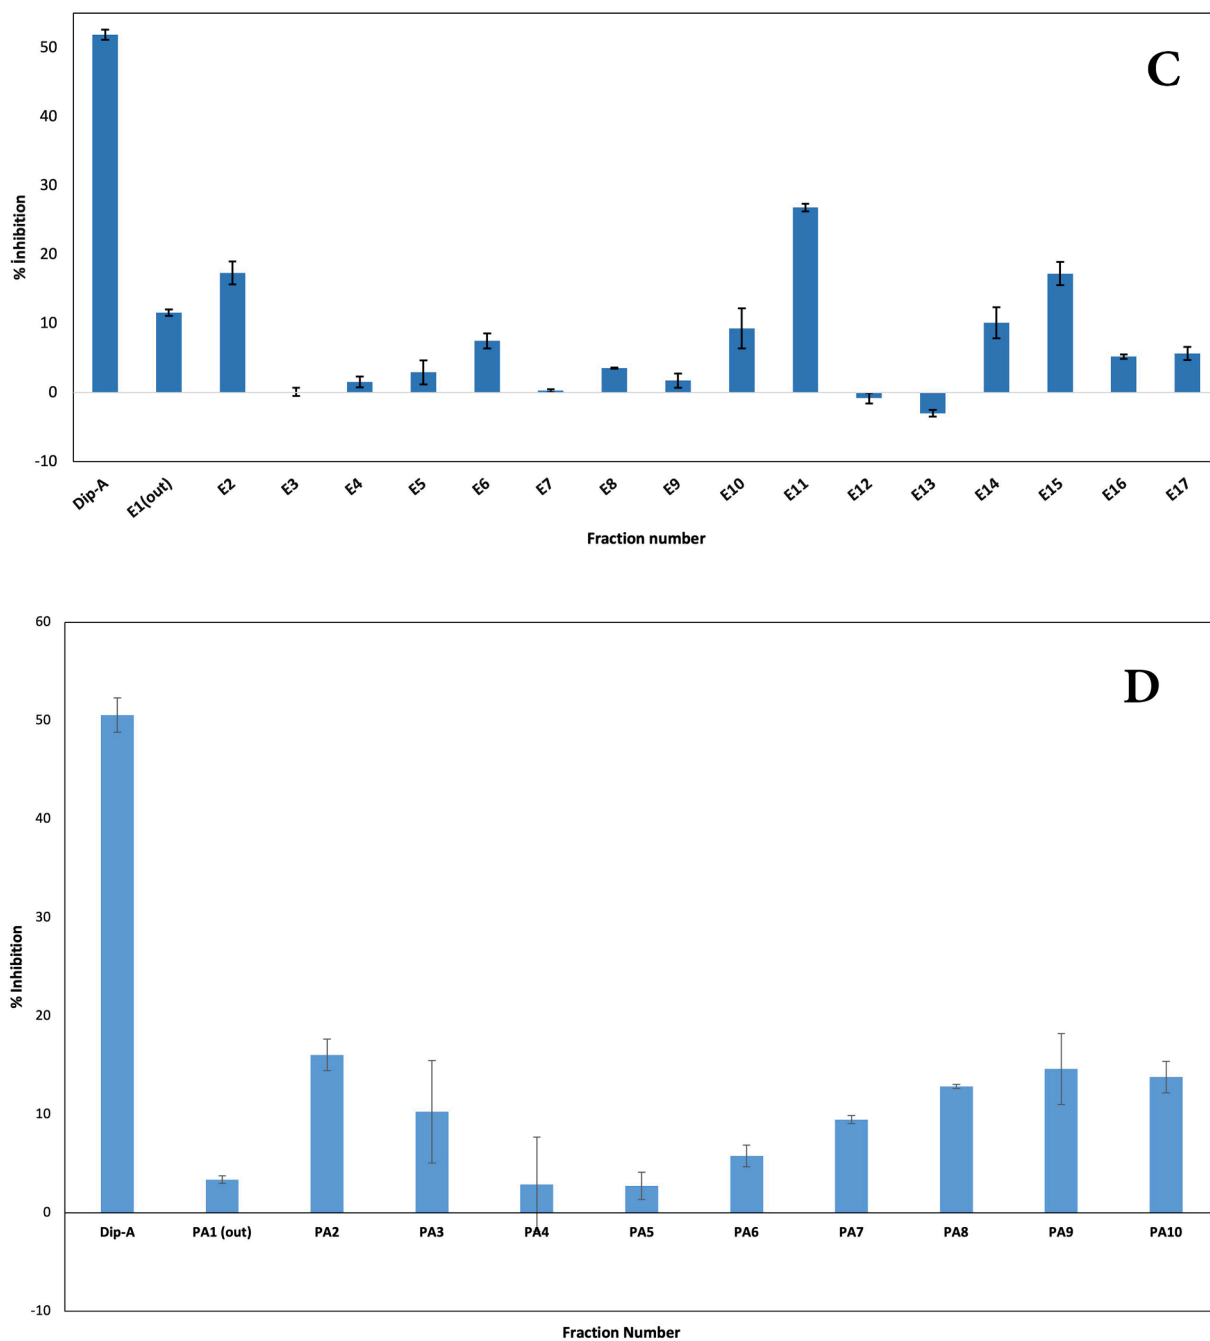 C
% inhibition
50
40
30
20
10
0
-10
Dip-A E1(out) E2 E3 E4 E5 E6 E7 E8 E9 E10 E11 E12 E13 E14 E15 E16 E17
Fraction number
D
% Inhibition
60
50
40
30
20
10
0
-10
Dip-A PA1 (out) PA2 PA3 PA4 PA5 PA6 PA7 PA8 PA9 PA10
Fraction Number